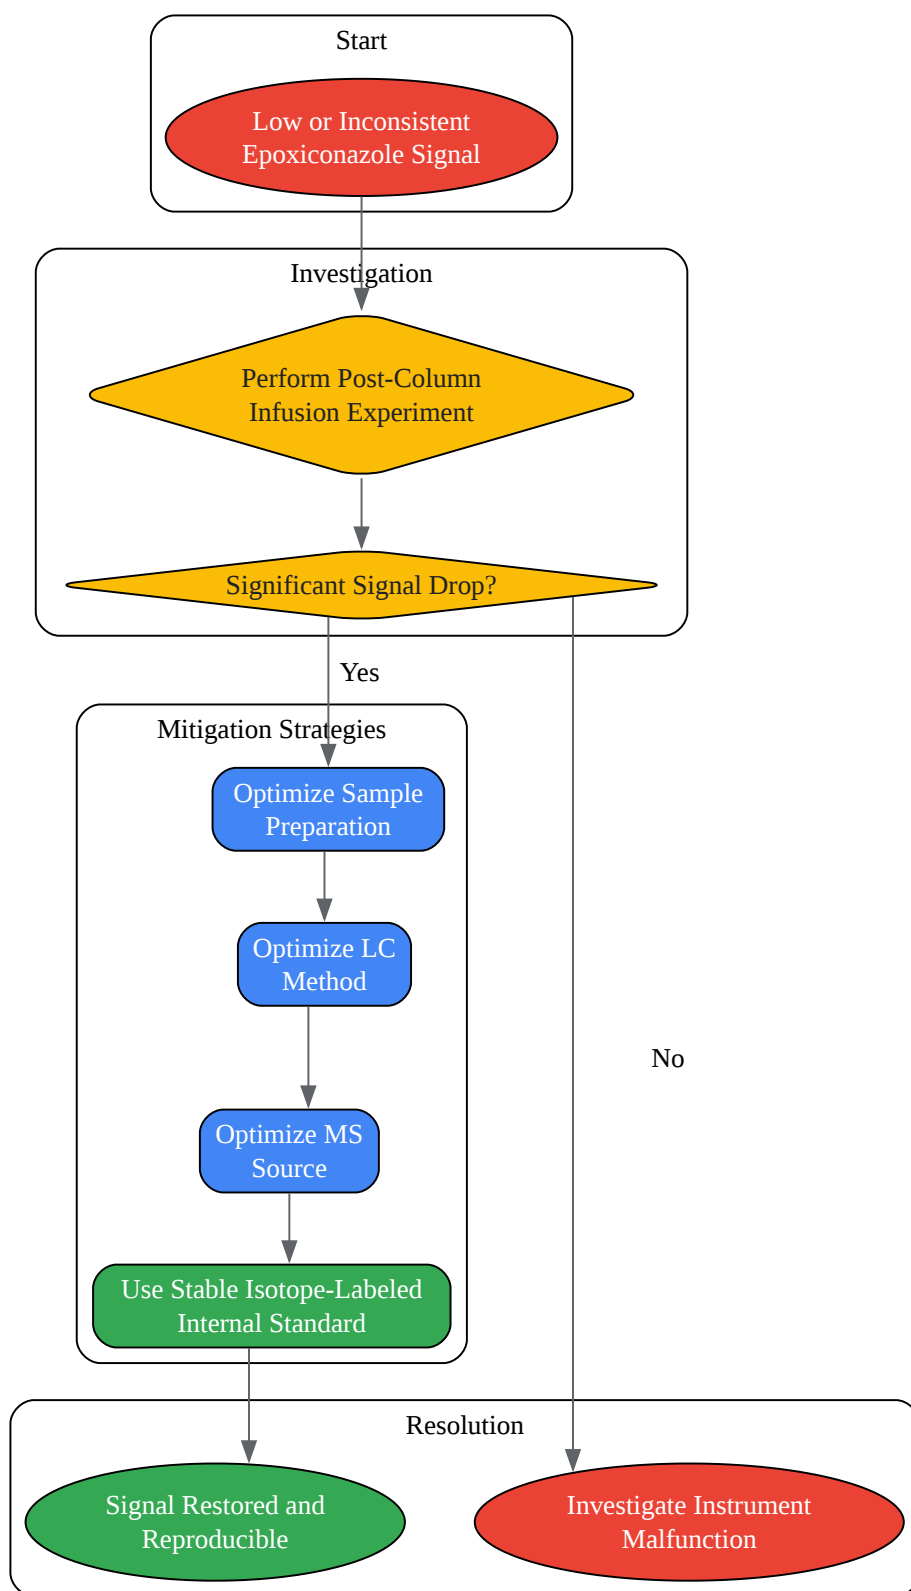 Start
Low or Inconsistent
Epoxiconazole Signal
Investigation
Perform Post-Column
Infusion Experiment
Significant Signal Drop?
Yes
Mitigation Strategies
Optimize Sample
Preparation
Optimize LC
Method
No
Optimize MS
Source
Use Stable Isotope-Labeled
Internal Standard
Resolution
Signal Restored and
Reproducible
Investigate Instrument
Malfunction